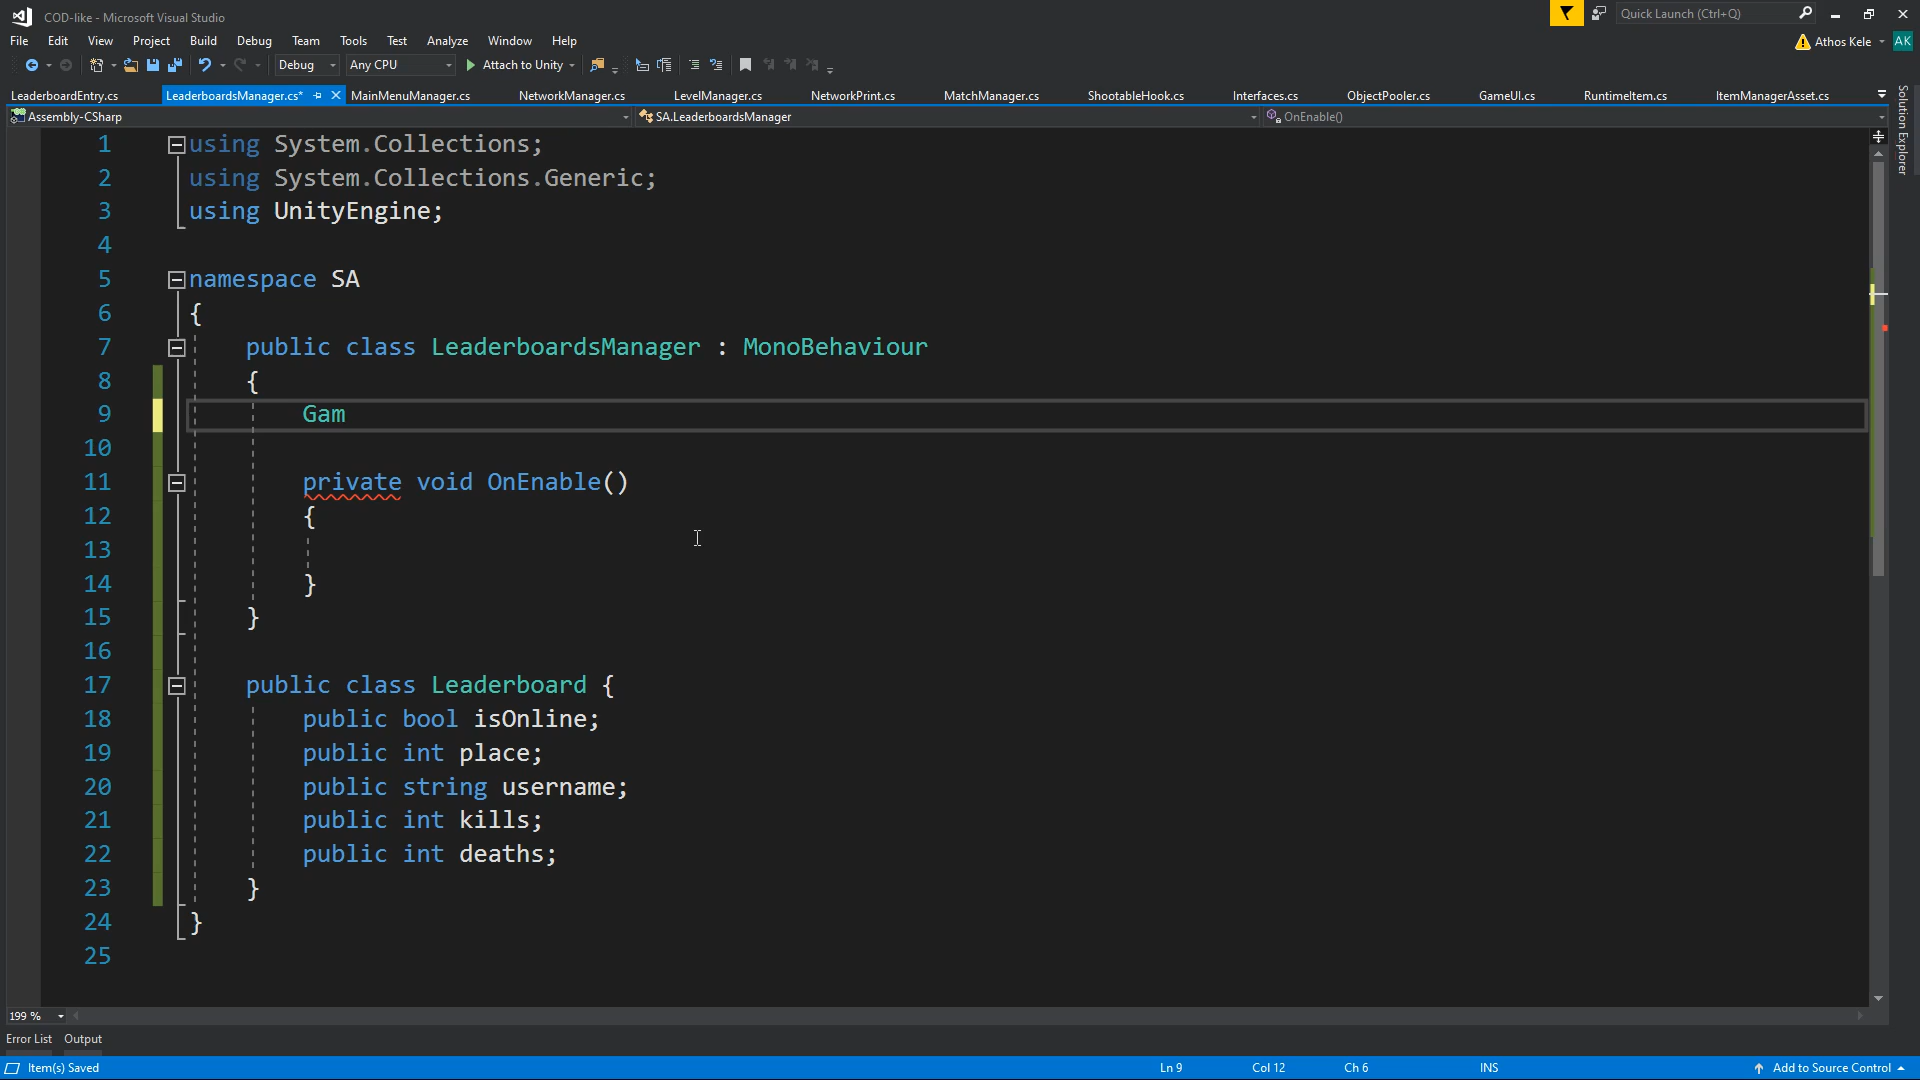 COD-like - Microsoft Visual Studio
Quick Launch (Ctrl+Q)
File Edit View Project Build Debug Team Tools Test Analyze Window Help
Athos Kele AK
Debug Any CPU Attach to Unity
LeaderboardEntry.cs LeaderboardsManager.cs* MainMenuManager.cs NetworkManager.cs LevelManager.cs NetworkPrint.cs MatchManager.cs ShootableHook.cs Interfaces.cs ObjectPooler.cs GameUI.cs RuntimeItem.cs ItemManagerAsset.cs
Solution Explorer
Assembly-CSharp SA.LeaderboardsManager OnEnable()
1 using System.Collections;
2 using System.Collections.Generic;
3 using UnityEngine;
4
5 namespace SA
6 {
7 public class LeaderboardsManager : MonoBehaviour
8 {
9 Gam
10
11 private void OnEnable()
12 {
13
14 }
15 }
16
17 public class Leaderboard {
18 public bool isOnline;
19 public int place;
20 public string username;
21 public int kills;
22 public int deaths;
23 }
24 }
25
199 %
Error List Output
Item(s) Saved Ln 9 Col 12 Ch 6 INS Add to Source Control